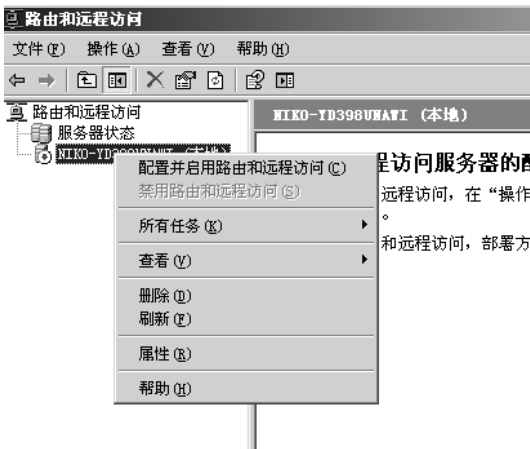 路由和远程访问
文件(F) 操作(A) 查看(V) 帮助(H)
路由和远程访问
服务器状态
NIKO-YD398UNAWI (本地)
配置并启用路由和远程访问(C)
禁用路由和远程访问(S)
所有任务(K)
查看(V)
删除(D)
刷新(F)
属性(R)
帮助(H)
程访问服务器的配
远程访问，在“操作
。
和远程访问，部署方